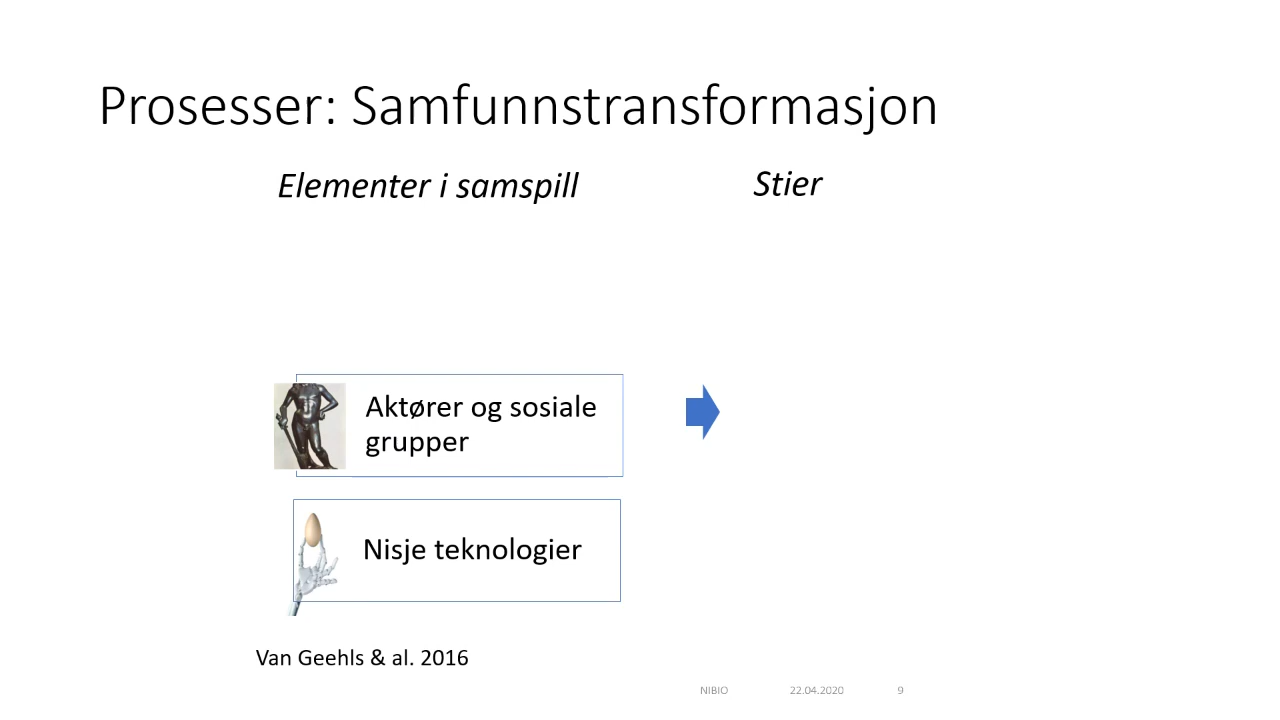 Prosesser: Samfunnstransformasjon
Elementer i samspill
Stier
Aktører og sosiale
grupper
Nisje teknologier
Van Geehls & al. 2016
NIBIO 22.04.2020 9